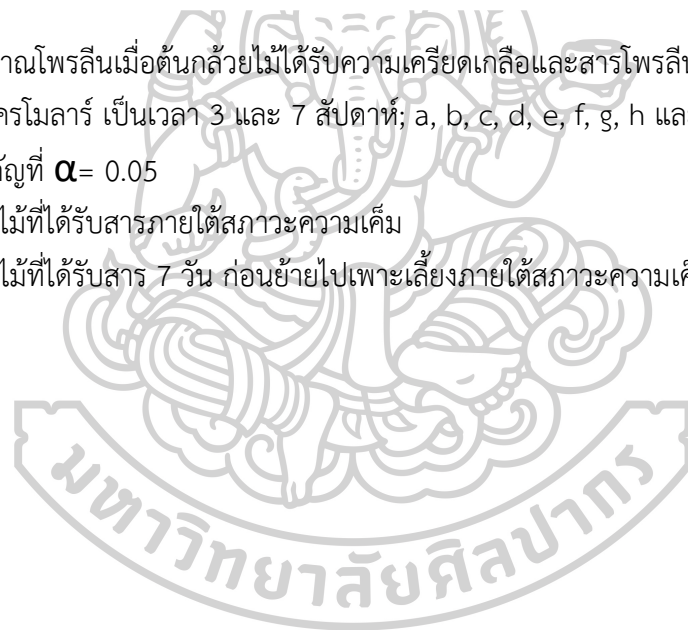 าณโพรลีนเมื่อต้นกล้วยไม้ได้รับความเครียดเกลือและสารโพรลีน
ครโมลาร์ เป็นเวลา 3 และ 7 สัปดาห์; a, b, c, d, e, f, g, h และ
คัญที่ α= 0.05
ไม้ที่ได้รับสารภายใต้สภาวะความเค็ม
ไม้ที่ได้รับสาร 7 วัน ก่อนย้ายไปเพาะเลี้ยงภายใต้สภาวะความเค็
มหาวิทยาลัยศิลปากร